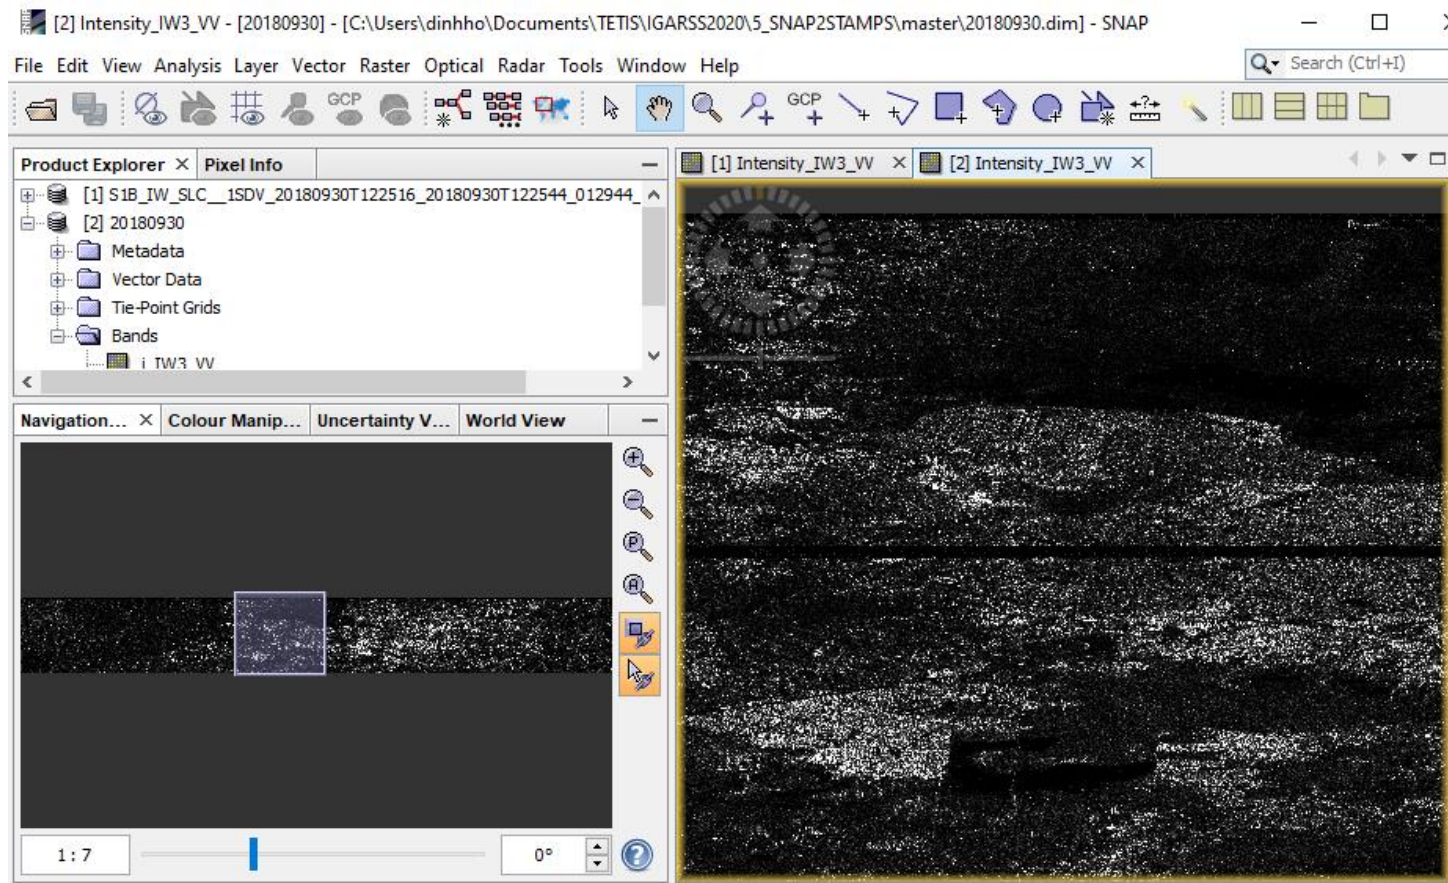 [2] Intensity_IW3_VV - [20180930] - [C:\Users\dinhho\Documents\TETIS\IGARSS2020\5_SNAP2STAMPS\master\20180930.dim] - SNAP
File Edit View Analysis Layer Vector Raster Optical Radar Tools Window Help
Search (Ctrl+I)
GCP GCP
Product Explorer Pixel Info
[1] Intensity_IW3_VV [2] Intensity_IW3_VV
[1] S1B_IW_SLC__1SDV_20180930T122516_20180930T122544_012944_
[2] 20180930
Metadata
Vector Data
Tie-Point Grids
Bands
i_IW3_VV
Navigation... Colour Manip... Uncertainty V... World View
P
A
1:7 0°